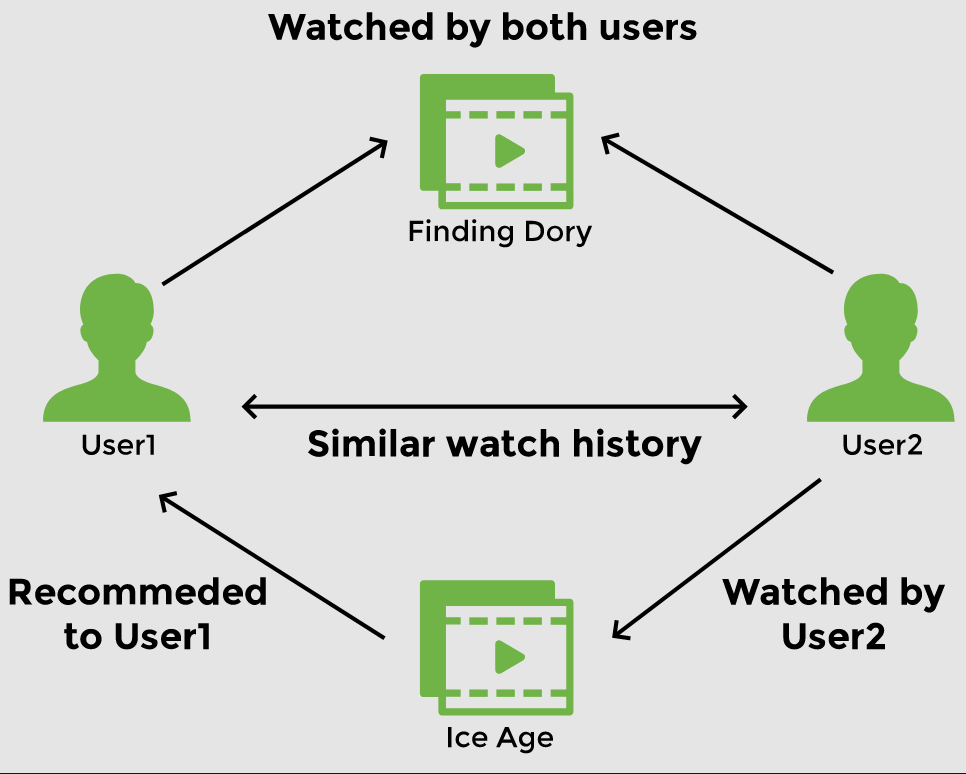 Watched by both users
Finding Dory
User1
Similar watch history
User2
Recommeded
to User1
Watched by
User2
Ice Age